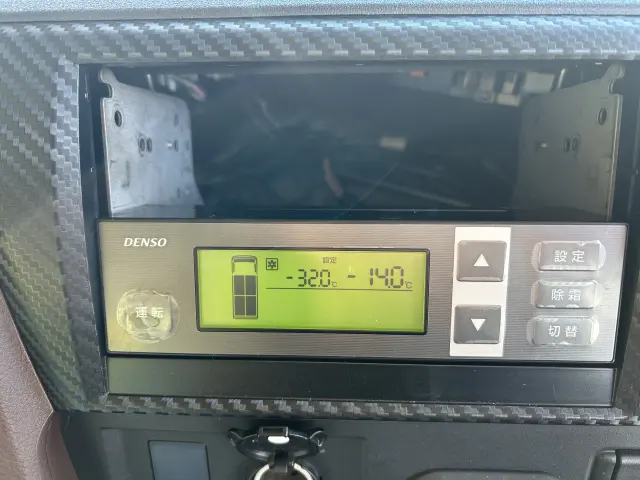 DENSO
設定
-32.0℃ -14.0℃
運転
▲
▼
設定
除霜
切替